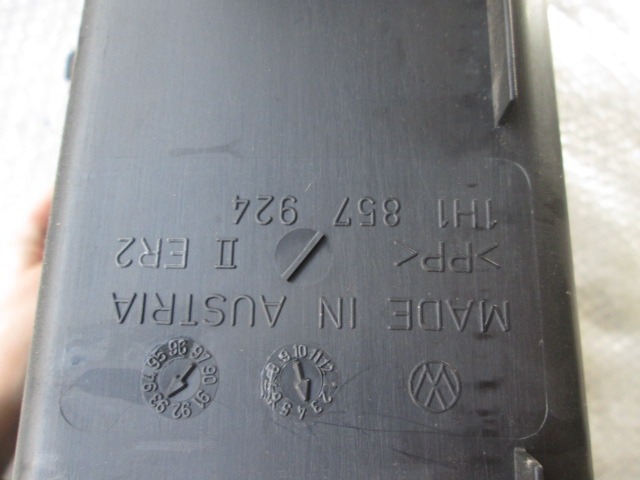 1H1 857 924
>PP< II ER2
MADE IN AUSTRIA